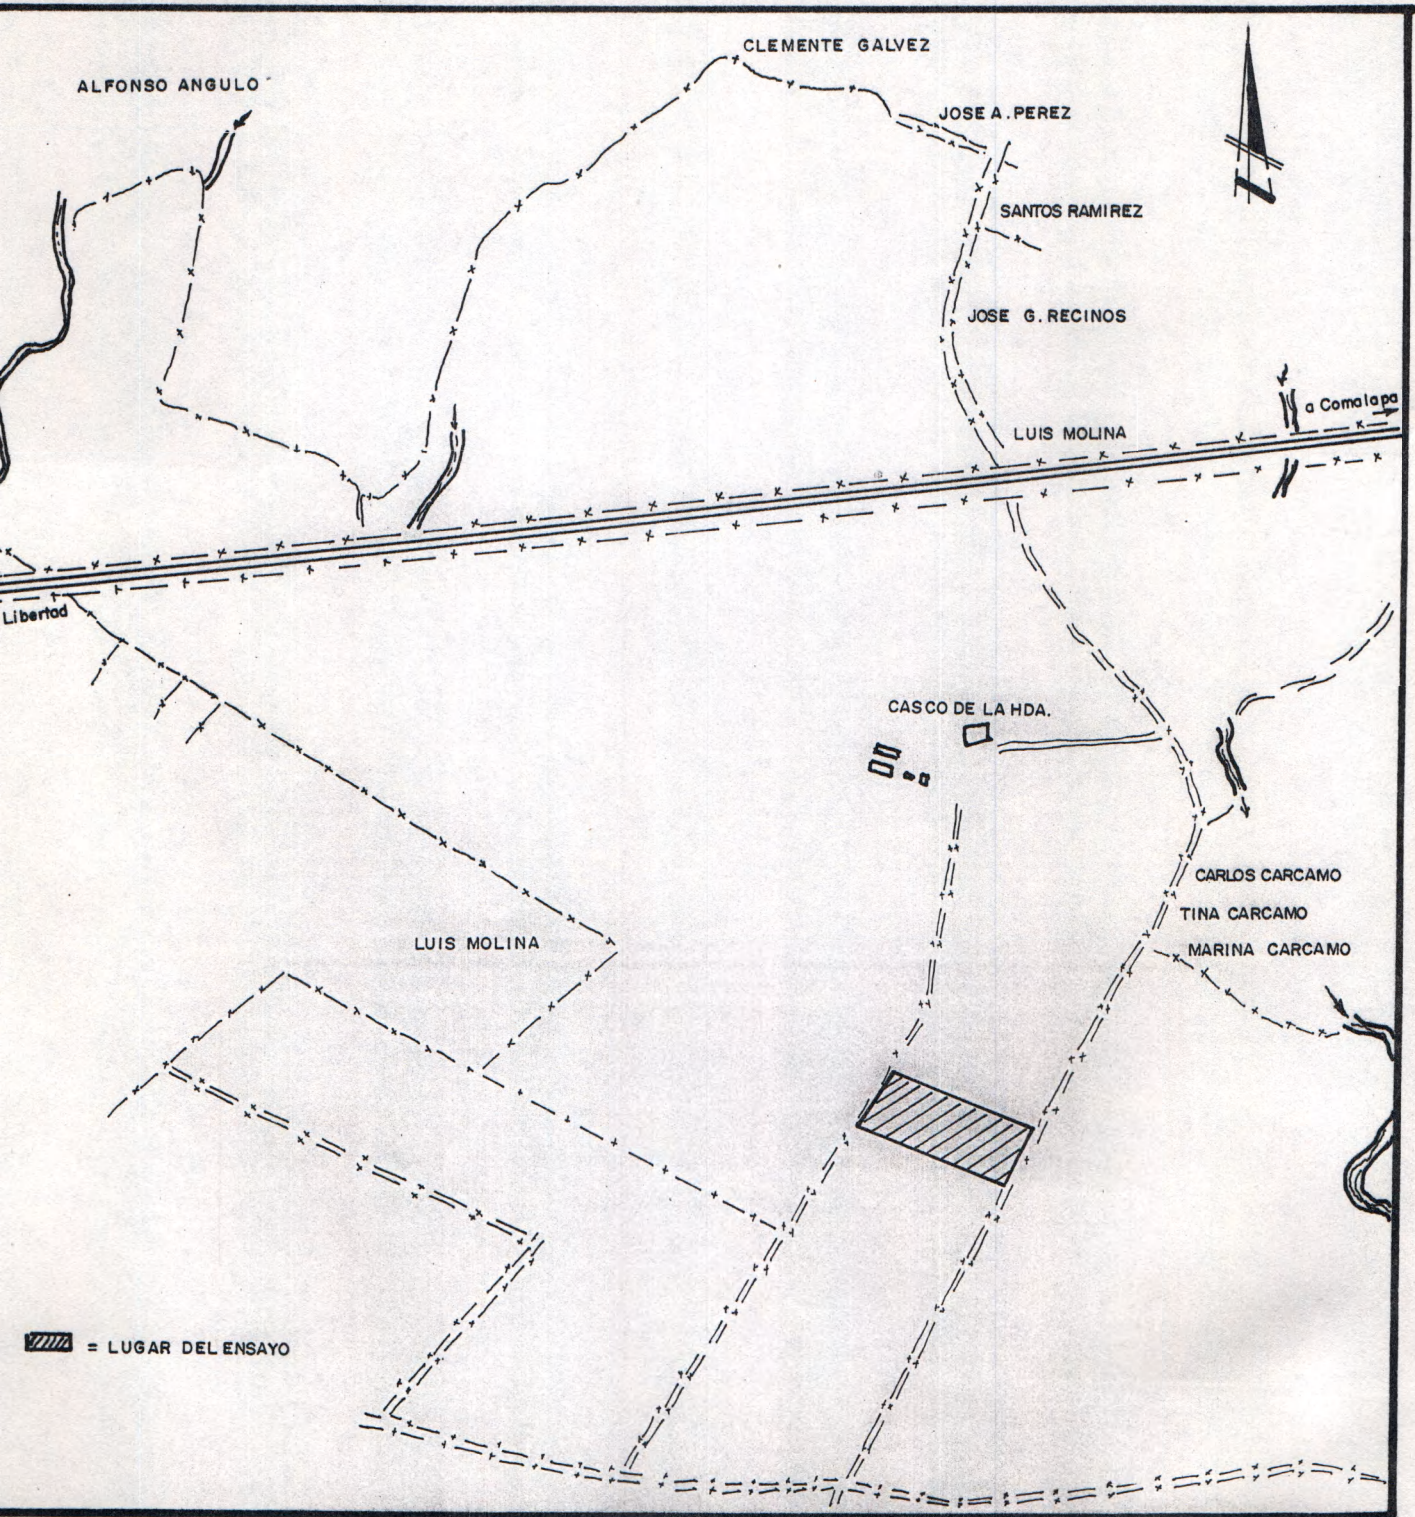 CLEMENTE GALVEZ
ALFONSO ANGULO
JOSE A. PEREZ
SANTOS RAMIREZ
JOSE G. RECINOS
a Comalapa
LUIS MOLINA
Libertad
CASCO DE LA HDA.
CARLOS CARCAMO
TINA CARCAMO
LUIS MOLINA
MARINA CARCAMO
= LUGAR DEL ENSAYO